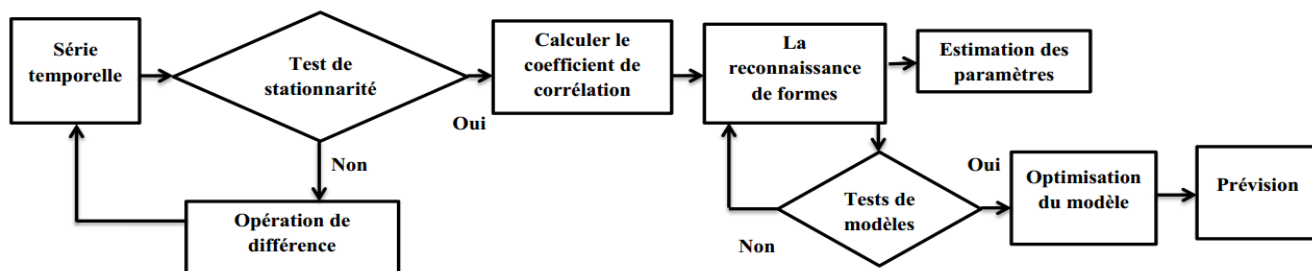 Série
temporelle
Test de
stationnarité
Oui
Non
Opération de
différence
Calculer le
coefficient de
corrélation
La
reconnaissance
de formes
Estimation des
paramètres
Tests de
modèles
Non
Oui
Optimisation
du modèle
Prévision